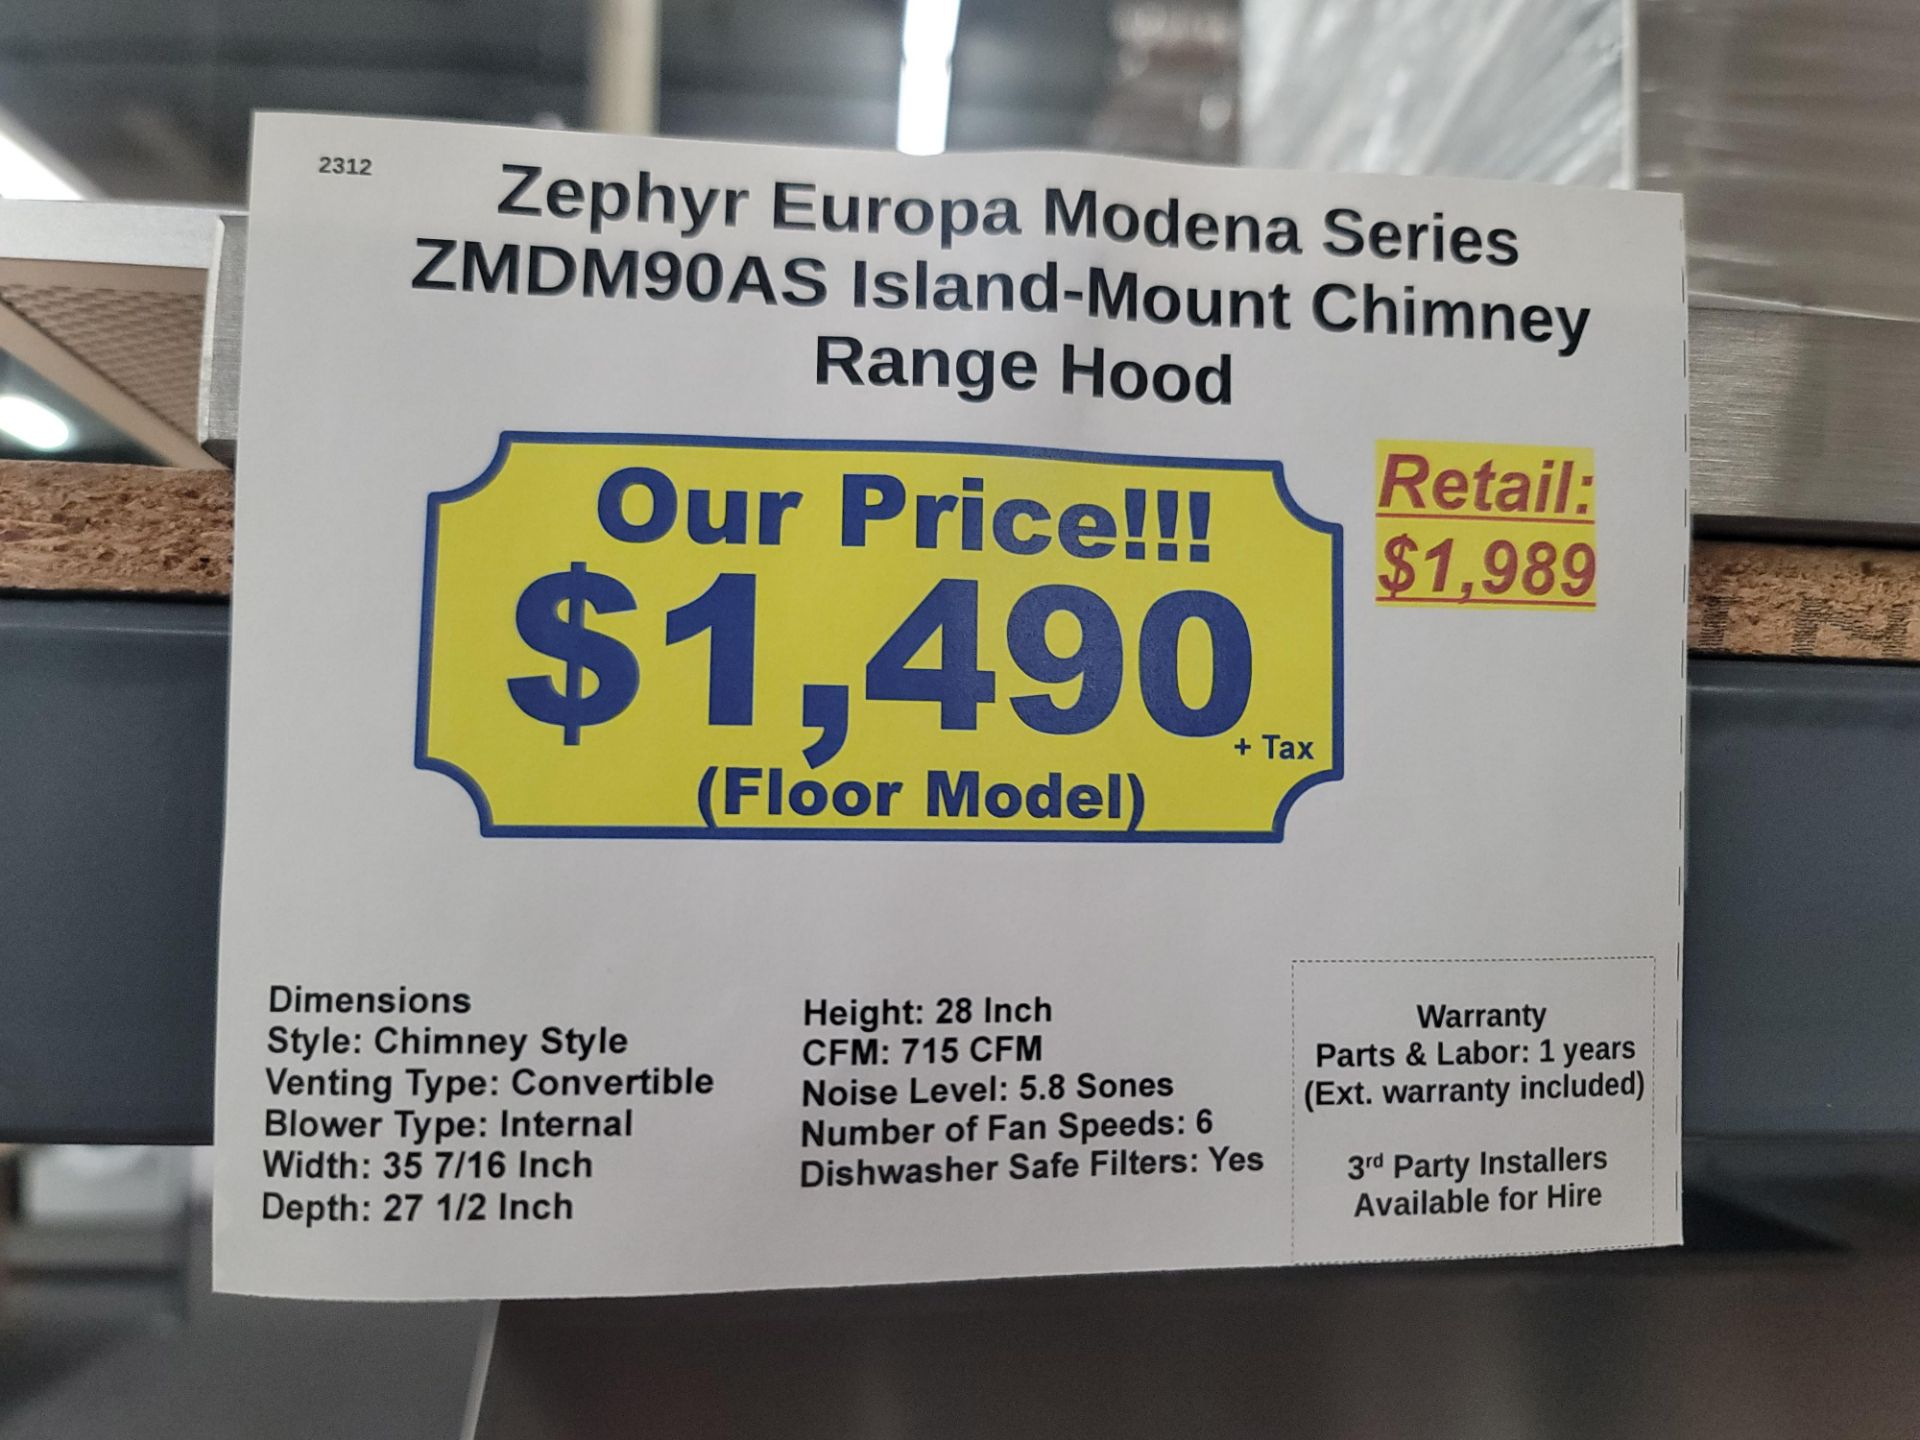 2312
Zephyr Europa Modena Series
ZMDM90AS Island-Mount Chimney
Range Hood
Our Price!!!
$1,490
+ Tax
(Floor Model)
Retail:
$1,989
Dimensions
Style: Chimney Style
Venting Type: Convertible
Blower Type: Internal
Width: 35 7/16 Inch
Depth: 27 1/2 Inch
Height: 28 Inch
CFM: 715 CFM
Noise Level: 5.8 Sones
Number of Fan Speeds: 6
Dishwasher Safe Filters: Yes
Warranty
Parts & Labor: 1 years
(Ext. warranty included)
3rd Party Installers
Available for Hire